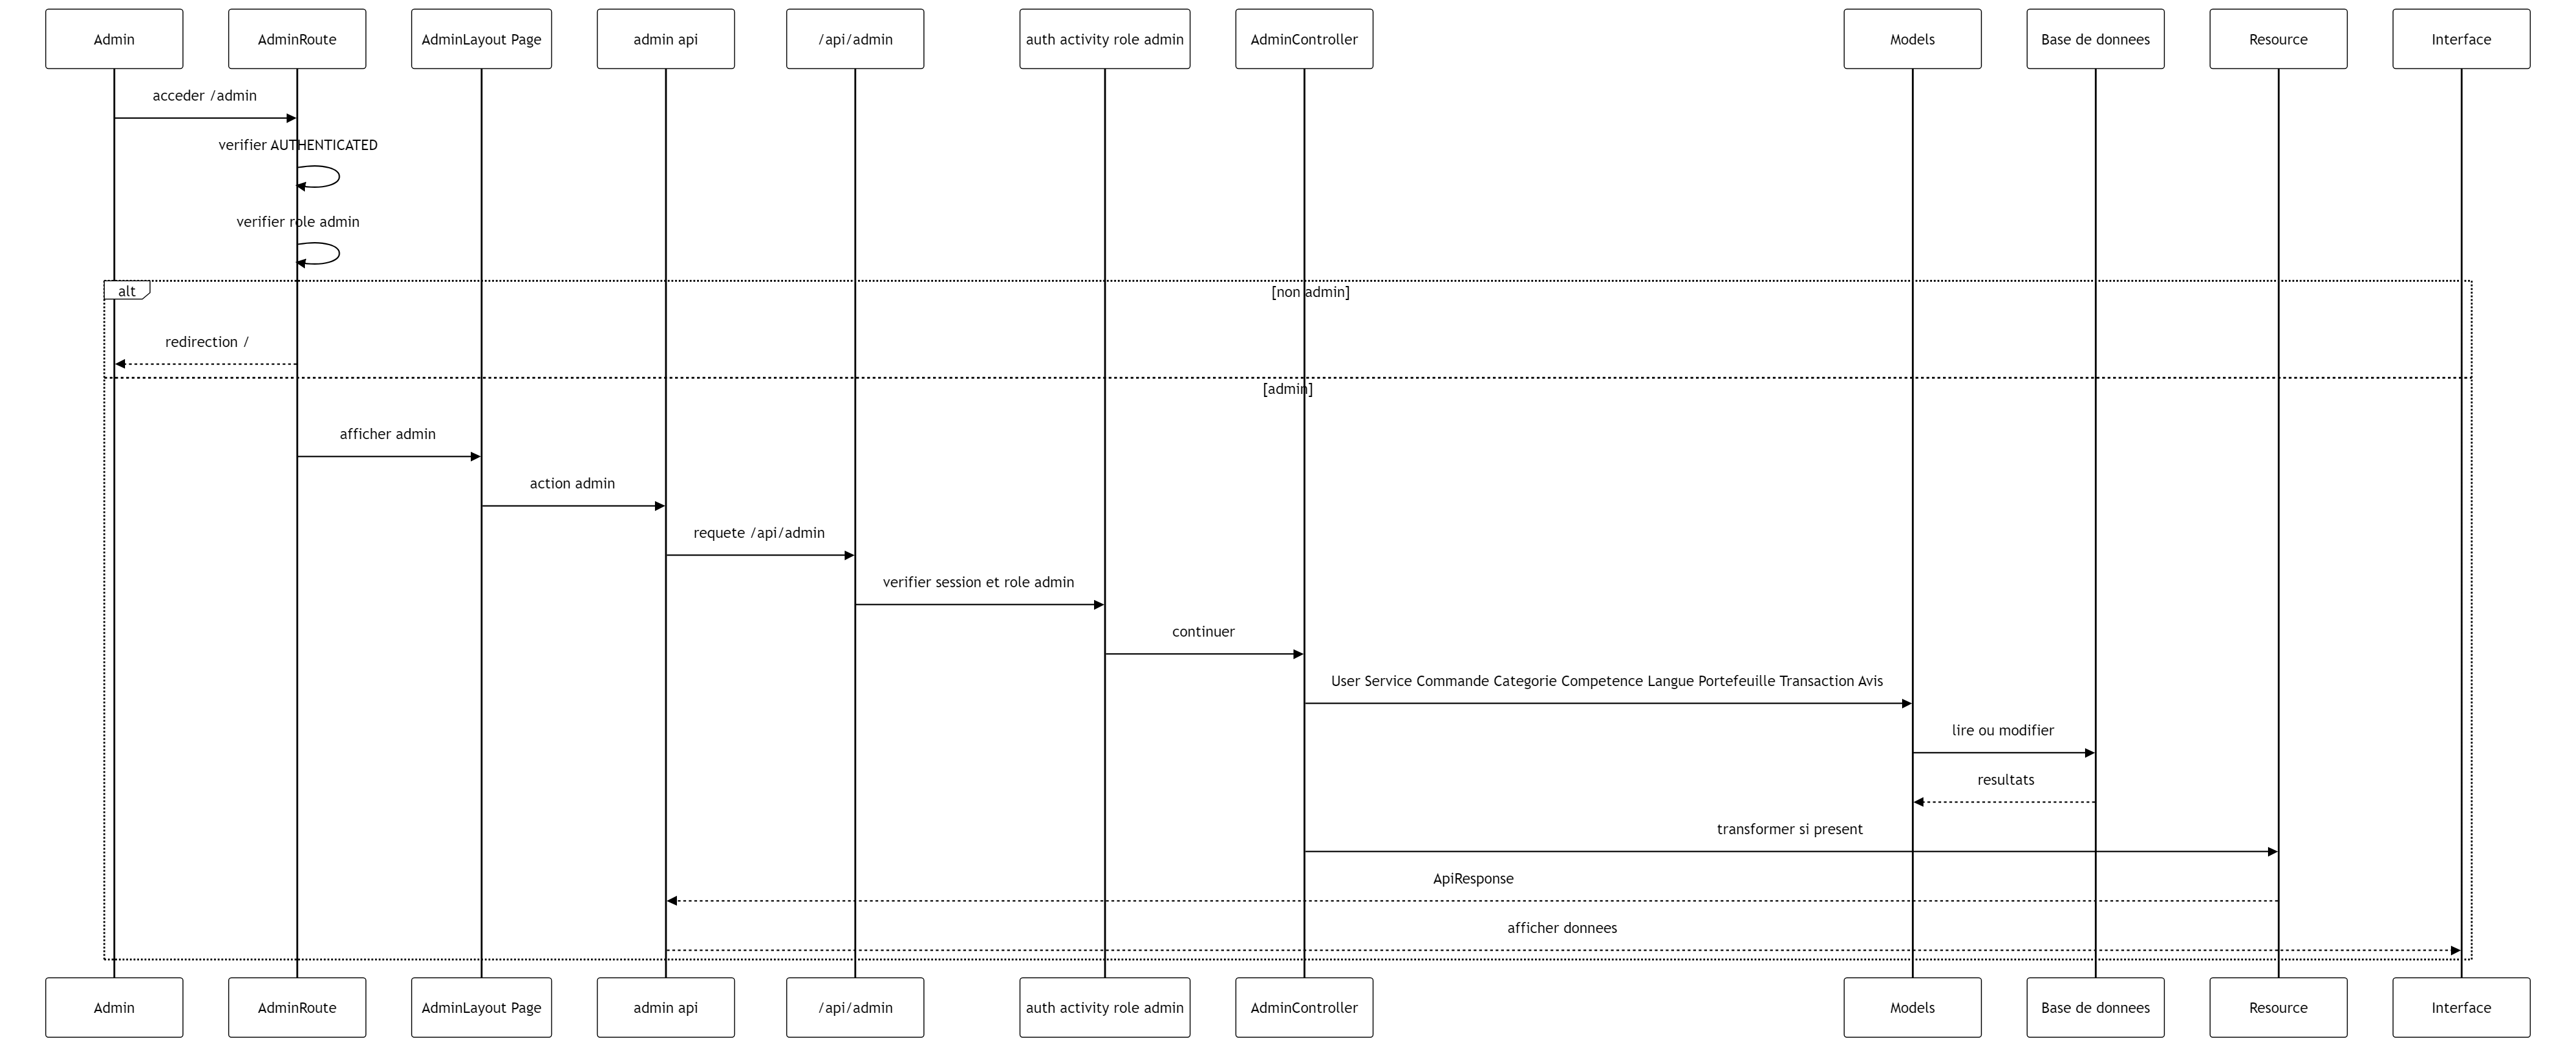 Admin
AdminRoute
AdminLayout Page
admin api
/api/admin
auth activity role admin
AdminController
Models
Base de donnees
Resource
Interface
acceder /admin
verifier AUTHENTICATED
verifier role admin
alt
[non admin]
redirection /
[admin]
afficher admin
action admin
requete /api/admin
verifier session et role admin
continuer
User Service Commande Categorie Competence Langue Portefeuille Transaction Avis
lire ou modifier
resultats
transformer si present
ApiResponse
afficher donnees
Admin
AdminRoute
AdminLayout Page
admin api
/api/admin
auth activity role admin
AdminController
Models
Base de donnees
Resource
Interface